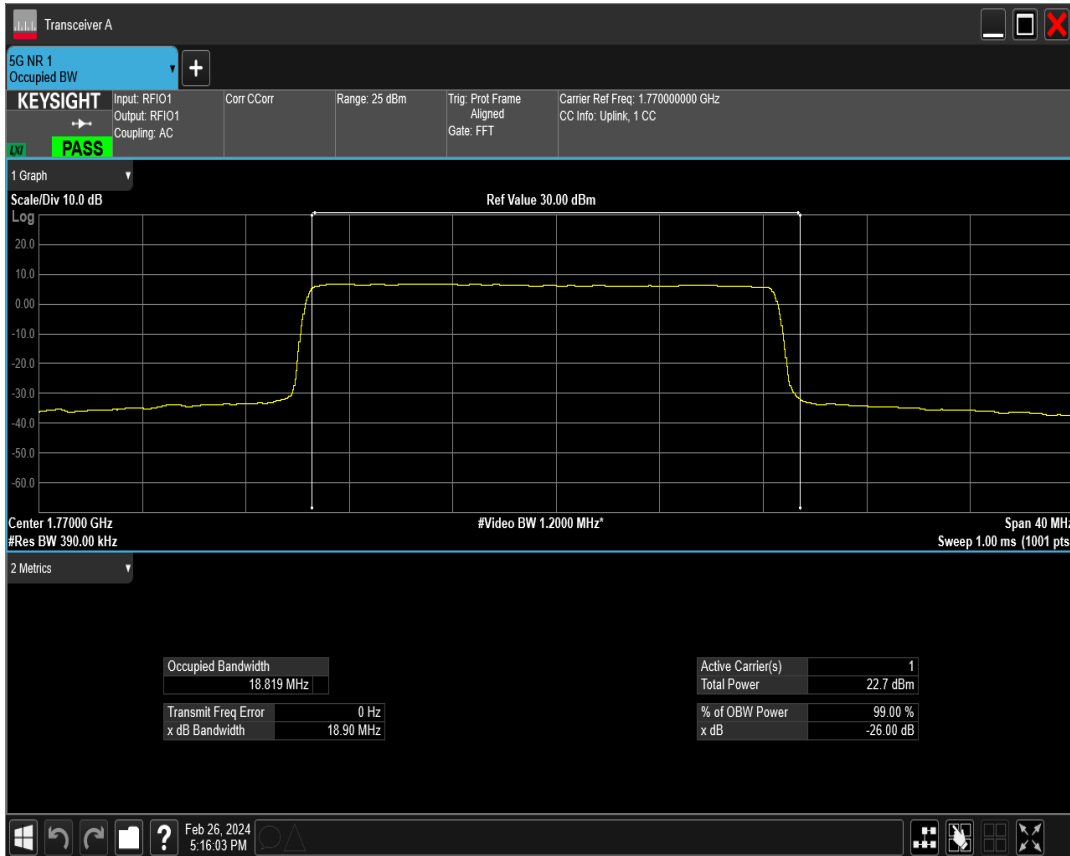 Transceiver A
5G NR 1
Occupied BW
KEYSIGHT
LXI
PASS
Input: RFIO1
Output: RFIO1
Coupling: AC
Corr CCorr
Range: 25 dBm
Trig: Prot Frame
Aligned
Gate: FFT
Carrier Ref Freq: 1.770000000 GHz
CC Info: Uplink, 1 CC
1 Graph
Scale/Div 10.0 dB
Ref Value 30.00 dBm
Log
20.0
10.0
0.00
-10.0
-20.0
-30.0
-40.0
-50.0
-60.0
Center 1.77000 GHz
#Video BW 1.2000 MHz*
Span 40 MHz
#Res BW 390.00 kHz
Sweep 1.00 ms (1001 pts
2 Metrics
Occupied Bandwidth
18.819 MHz
Transmit Freq Error 0 Hz
x dB Bandwidth 18.90 MHz
Active Carrier(s) 1
Total Power 22.7 dBm
% of OBW Power 99.00 %
x dB -26.00 dB
?
Feb 26, 2024
5:16:03 PM